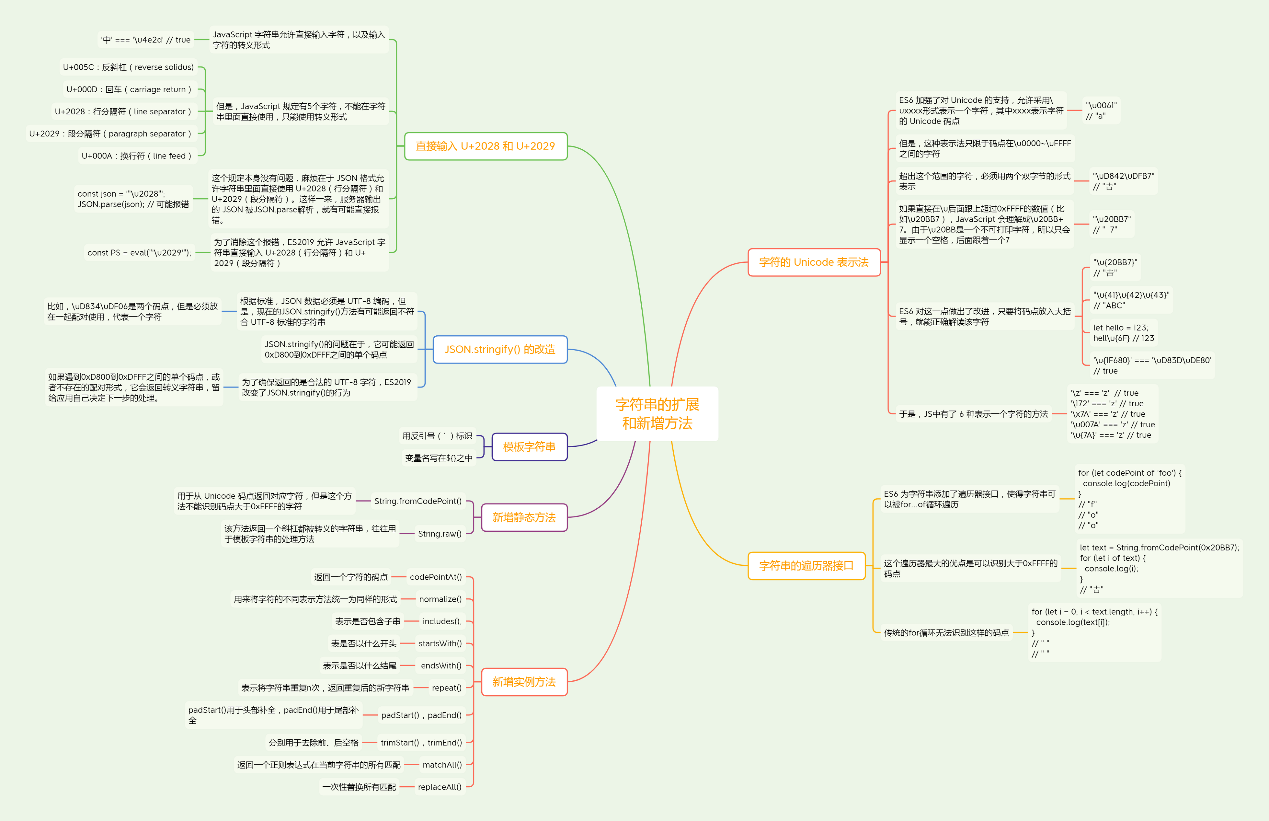 字符串的扩展
和新增方法
字符的 Unicode 表示法
ES6 加强了对 Unicode 的支持，允许采用\
uxxxx形式表示一个字符，其中xxxx表示字符
的 Unicode 码点
"\u0061"
// "a"
但是，这种表示法只限于码点在\u0000~\uFFFF
之间的字符
超出这个范围的字符，必须用两个双字节的形式
表示
"\uD842\uDFB7"
// "𠮷"
如果直接在\u后面跟上超过0xFFFF的数值（比
如\u20BB7），JavaScript 会理解成\u20BB+
7。由于\u20BB是一个不可打印字符，所以只会
显示一个空格，后面跟着一个7
"\u20BB7"
// " 7"
ES6 对这一点做出了改进，只要将码点放入大括
号，就能正确解读该字符
"\u{20BB7}"
// "𠮷"
"\u{41}\u{42}\u{43}"
// "ABC"
let hello = 123;
hell\u{6F} // 123
'\u{1F680}' === '\uD83D\uDE80'
// true
于是，JS中有了 6 种表示一个字符的方法
'\z' === 'z'  // true
'\172' === 'z' // true
'\x7A' === 'z' // true
'\u007A' === 'z' // true
'\u{7A}' === 'z' // true
字符串的遍历器接口
ES6 为字符串添加了遍历器接口，使得字符串可
以被for...of循环遍历
for (let codePoint of 'foo') {
console.log(codePoint)
}
// "f"
// "o"
// "o"
这个遍历器最大的优点是可以识别大于0xFFFF的
码点
let text = String.fromCodePoint(0x20BB7);
for (let i of text) {
console.log(i);
}
// "𠮷"
传统的for循环无法识别这样的码点
for (let i = 0; i < text.length; i++) {
console.log(text[i]);
}
// " "
// " "
直接输入 U+2028 和 U+2029
JavaScript 字符串允许直接输入字符，以及输入
字符的转义形式
'中' === '\u4e2d' // true
但是，JavaScript 规定有5个字符，不能在字符
串里面直接使用，只能使用转义形式
U+005C：反斜杠（reverse solidus)
U+000D：回车（carriage return）
U+2028：行分隔符（line separator）
U+2029：段分隔符（paragraph separator）
U+000A：换行符（line feed）
这个规定本身没有问题，麻烦在于 JSON 格式允
许字符串里面直接使用 U+2028（行分隔符）和
U+2029（段分隔符）。这样一来，服务器输出
的 JSON 被JSON.parse解析，就有可能直接报
错。
const json = '"\u2028"';
JSON.parse(json); // 可能报错
为了消除这个报错，ES2019 允许 JavaScript 字
符串直接输入 U+2028（行分隔符）和 U+
2029（段分隔符）
const PS = eval("'\u2029'");
JSON.stringify() 的改造
根据标准，JSON 数据必须是 UTF-8 编码，但
是，现在的JSON.stringify()方法有可能返回不符
合 UTF-8 标准的字符串
比如，\uD834\uDF06是两个码点，但是必须放
在一起配对使用，代表一个字符
JSON.stringify()的问题在于，它可能返回
0xD800到0xDFFF之间的单个码点
为了确保返回的是合法的 UTF-8 字符，ES2019
改变了JSON.stringify()的行为
如果遇到0xD800到0xDFFF之间的单个码点，或
者不存在的配对形式，它会返回转义字符串，留
给应用自己决定下一步的处理。
模板字符串
用反引号（`）标识
变量名写在${}之中
新增静态方法
String.fromCodePoint()
用于从 Unicode 码点返回对应字符，但是这个方
法不能识别码点大于0xFFFF的字符
String.raw()
该方法返回一个斜杠都被转义的字符串，往往用
于模板字符串的处理方法
新增实例方法
codePointAt()
返回一个字符的码点
normalize()
用来将字符的不同表示方法统一为同样的形式
includes(),
表示是否包含子串
startsWith()
表是否以什么开头
endsWith()
表示是否以什么结尾
repeat()
表示将字符串重复n次，返回重复后的新字符串
padStart()，padEnd()
padStart()用于头部补全，padEnd()用于尾部补
全
trimStart()，trimEnd()
分别用于去除前、后空格
matchAll()
返回一个正则表达式在当前字符串的所有匹配
replaceAll()
一次性替换所有匹配